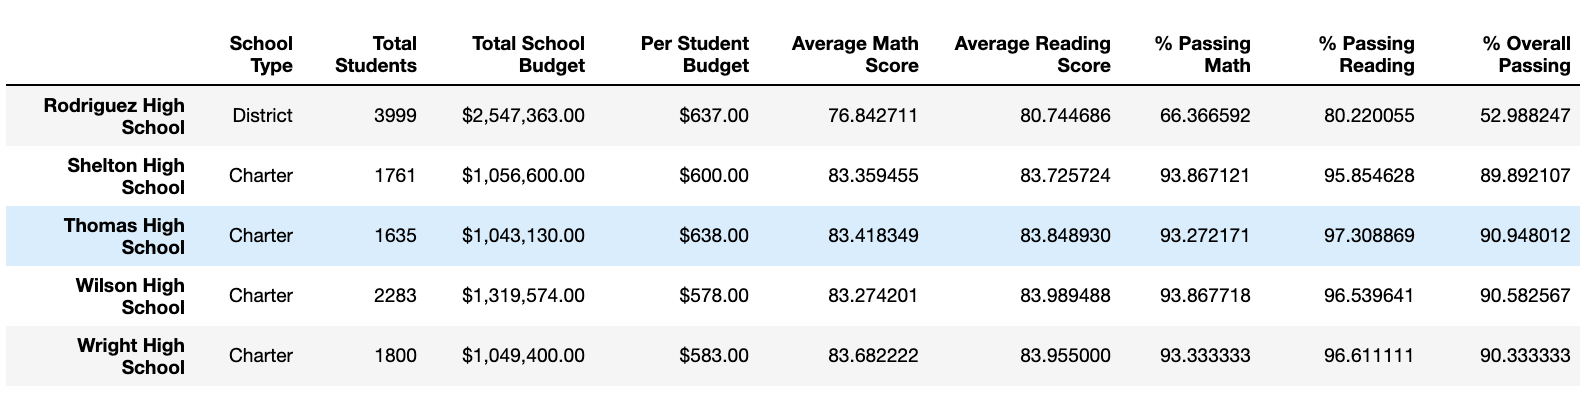 School Type Total Students Total School Budget Per Student Budget Average Math Score Average Reading Score % Passing Math % Passing Reading % Overall Passing
Rodriguez High School District 3999 $2,547,363.00 $637.00 76.842711 80.744686 66.366592 80.220055 52.988247
Shelton High School Charter 1761 $1,056,600.00 $600.00 83.359455 83.725724 93.867121 95.854628 89.892107
Thomas High School Charter 1635 $1,043,130.00 $638.00 83.418349 83.848930 93.272171 97.308869 90.948012
Wilson High School Charter 2283 $1,319,574.00 $578.00 83.274201 83.989488 93.867718 96.539641 90.582567
Wright High School Charter 1800 $1,049,400.00 $583.00 83.682222 83.955000 93.333333 96.611111 90.333333